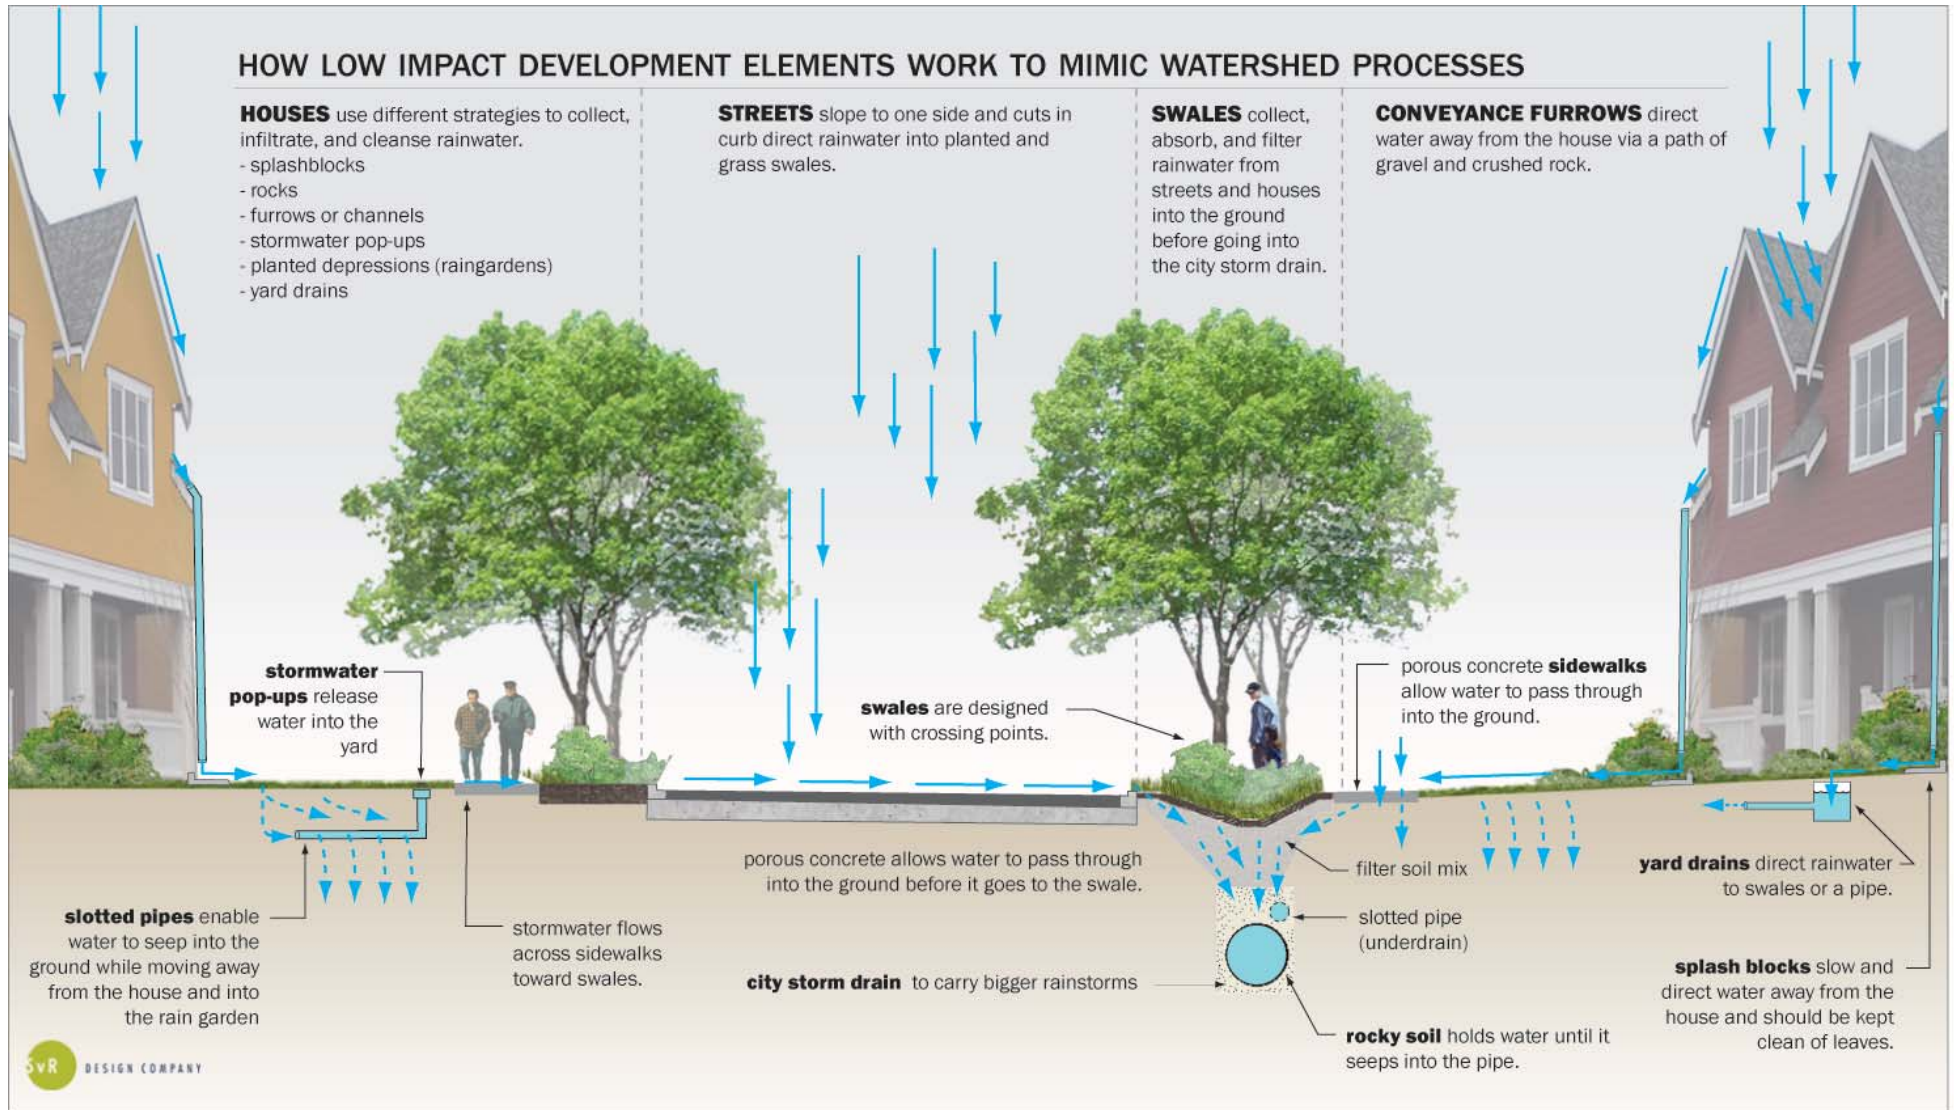 HOW LOW IMPACT DEVELOPMENT ELEMENTS WORK TO MIMIC WATERSHED PROCESSES
HOUSES use different strategies to collect,
infiltrate, and cleanse rainwater.
- splashblocks
- rocks
- furrows or channels
- stormwater pop-ups
- planted depressions (raingardens)
- yard drains
STREETS slope to one side and cuts in
curb direct rainwater into planted and
grass swales.
SWALES collect,
absorb, and filter
rainwater from
streets and houses
into the ground
before going into
the city storm drain.
CONVEYANCE FURROWS direct
water away from the house via a path of
gravel and crushed rock.
stormwater
pop-ups release
water into the
yard
swales are designed
with crossing points.
porous concrete sidewalks
allow water to pass through
into the ground.
slotted pipes enable
water to seep into the
ground while moving away
from the house and into
the rain garden
stormwater flows
across sidewalks
toward swales.
porous concrete allows water to pass through
into the ground before it goes to the swale.
city storm drain to carry bigger rainstorms
filter soil mix
slotted pipe
(underdrain)
rocky soil holds water until it
seeps into the pipe.
yard drains direct rainwater
to swales or a pipe.
splash blocks slow and
direct water away from the
house and should be kept
clean of leaves.
SvR DESIGN COMPANY